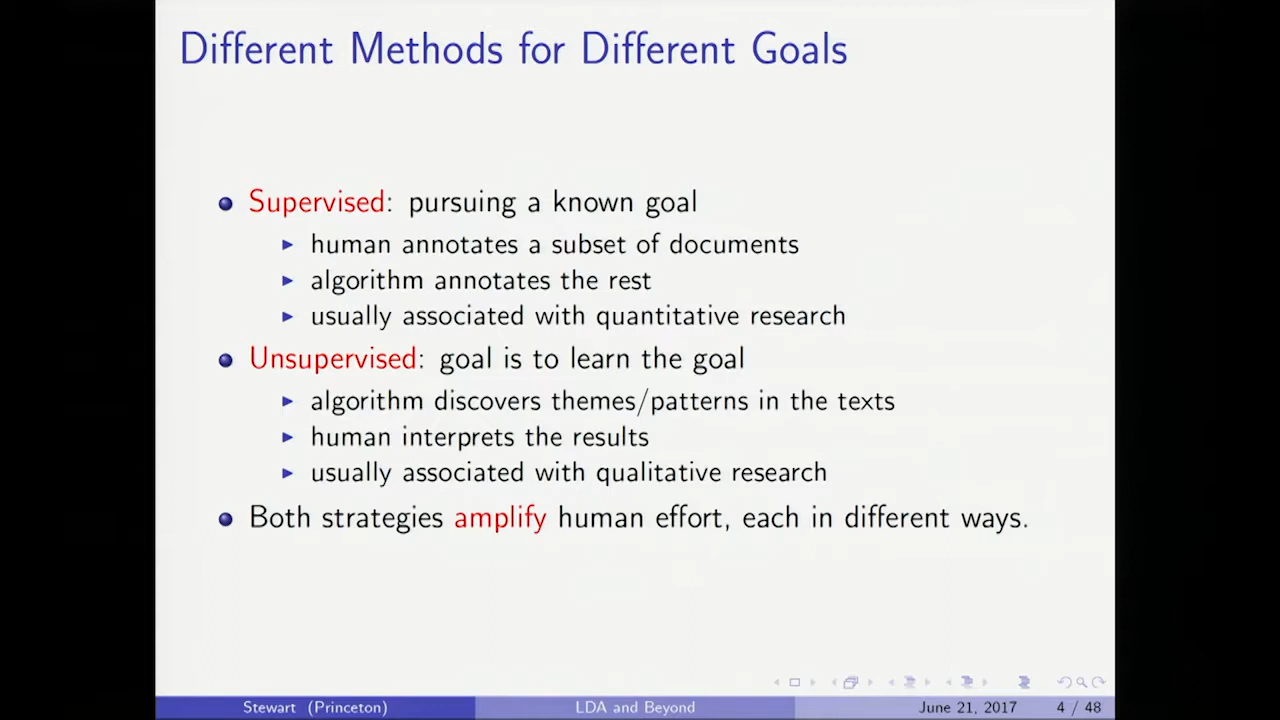 Different Methods for Different Goals
Supervised: pursuing a known goal
human annotates a subset of documents
algorithm annotates the rest
usually associated with quantitative research
Unsupervised: goal is to learn the goal
algorithm discovers themes/patterns in the texts
human interprets the results
usually associated with qualitative research
Both strategies amplify human effort, each in different ways.
Stewart (Princeton) LDA and Beyond June 21, 2017 4 / 48